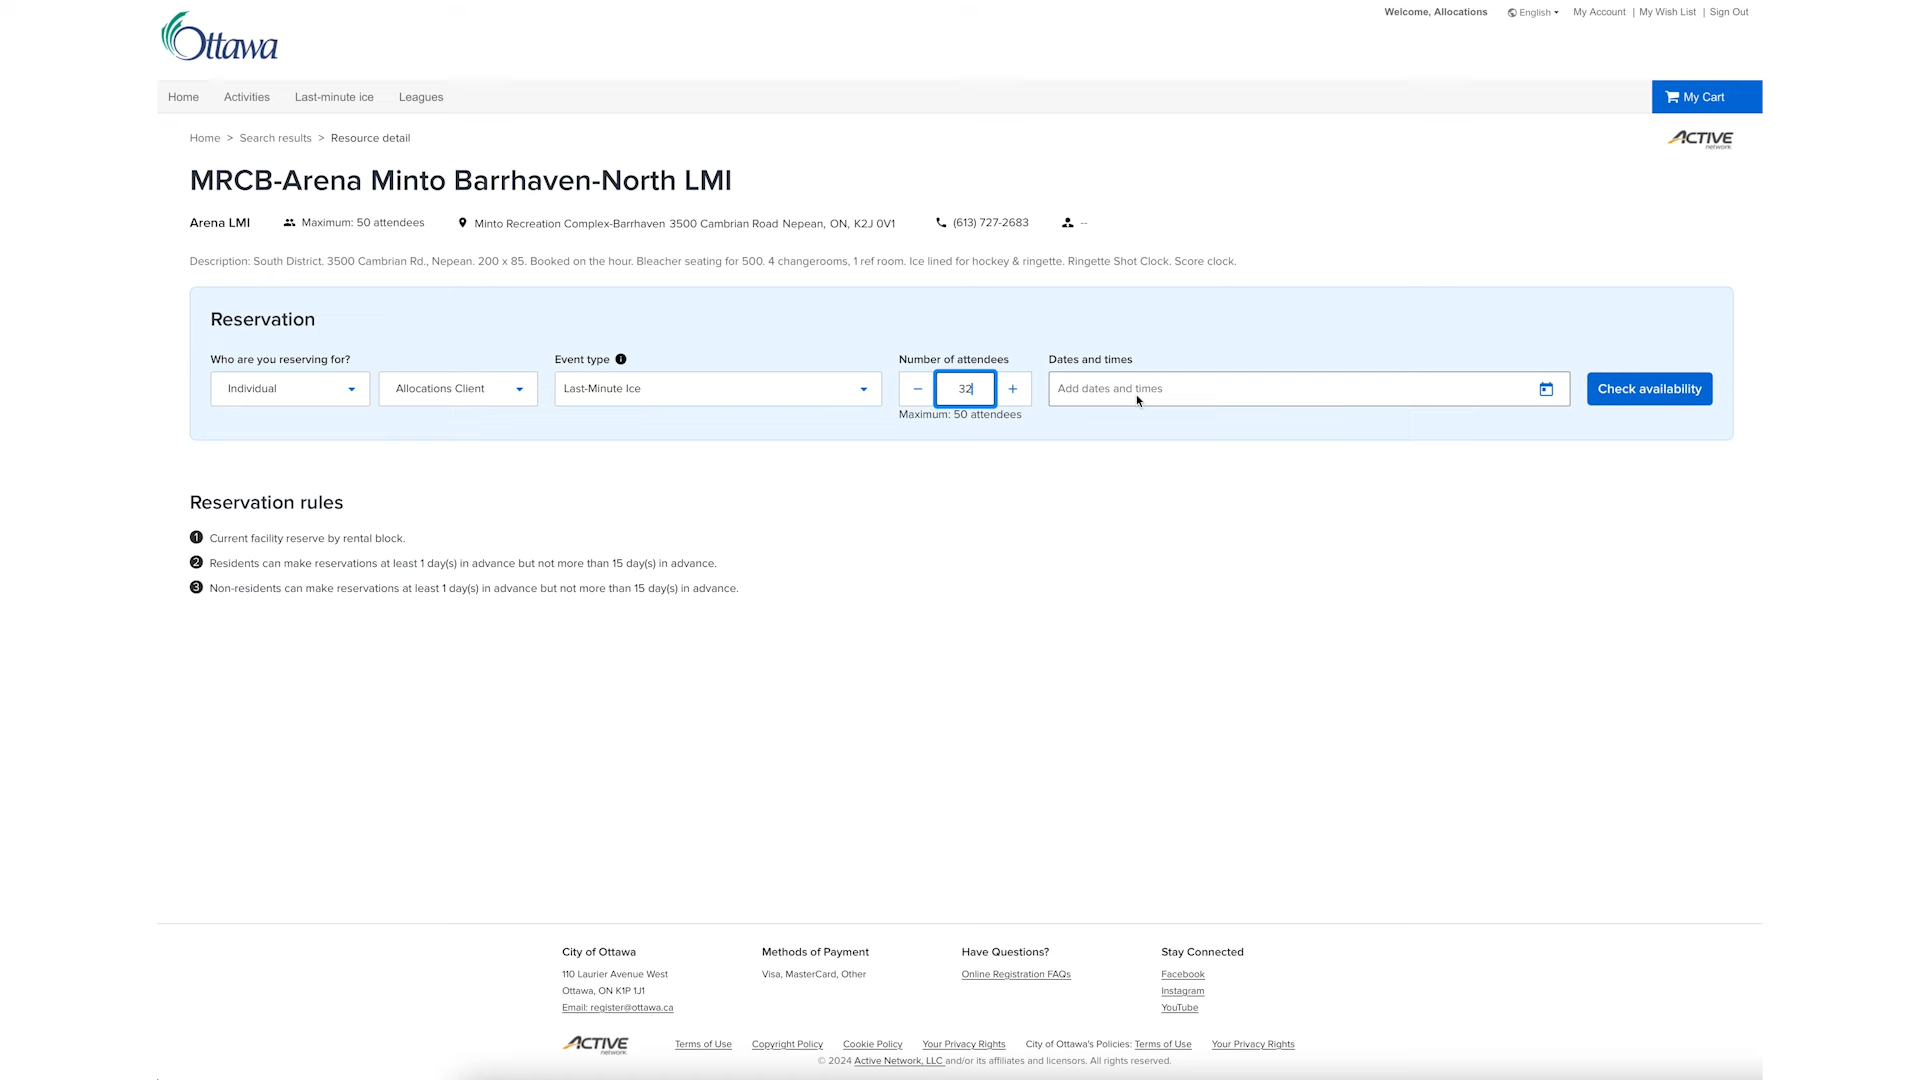 Welcome, Allocations English My Account | My Wish List | Sign Out
Ottawa
Home Activities Last-minute ice Leagues My Cart
Home > Search results > Resource detail
ACTIVE network
MRCB-Arena Minto Barrhaven-North LMI
Arena LMI Maximum: 50 attendees Minto Recreation Complex-Barrhaven 3500 Cambrian Road Nepean, ON, K2J 0V1 (613) 727-2683 --
Description: South District. 3500 Cambrian Rd., Nepean. 200 x 85. Booked on the hour. Bleacher seating for 500. 4 changerooms, 1 ref room. Ice lined for hockey & ringette. Ringette Shot Clock. Score clock.
Reservation
Who are you reserving for? Event type Number of attendees Dates and times
Individual Allocations Client Last-Minute Ice − 32 + Add dates and times Check availability
Maximum: 50 attendees
Reservation rules
1 Current facility reserve by rental block.
2 Residents can make reservations at least 1 day(s) in advance but not more than 15 day(s) in advance.
3 Non-residents can make reservations at least 1 day(s) in advance but not more than 15 day(s) in advance.
City of Ottawa Methods of Payment Have Questions? Stay Connected
110 Laurier Avenue West Visa, MasterCard, Other Online Registration FAQs Facebook
Ottawa, ON K1P 1J1 Instagram
Email: register@ottawa.ca YouTube
ACTIVE network Terms of Use Copyright Policy Cookie Policy Your Privacy Rights City of Ottawa's Policies: Terms of Use Your Privacy Rights
© 2024 Active Network, LLC and/or its affiliates and licensors. All rights reserved.